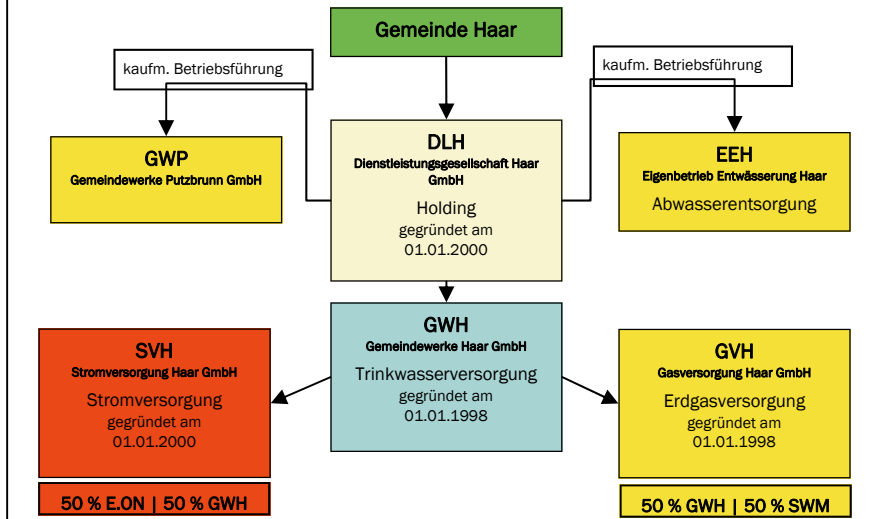 Gemeinde Haar
kaufm. Betriebsführung
kaufm. Betriebsführung
GWP
Gemeindewerke Putzbrunn GmbH
DLH
Dienstleistungsgesellschaft Haar
GmbH
Holding
gegründet am
01.01.2000
EEH
Eigenbetrieb Entwässerung Haar
Abwasserentsorgung
SVH
Stromversorgung Haar GmbH
Stromversorgung
gegründet am
01.01.2000
GWH
Gemeindewerke Haar GmbH
Trinkwasserversorgung
gegründet am
01.01.1998
GVH
Gasversorgung Haar GmbH
Erdgasversorgung
gegründet am
01.01.1998
50 % E.ON | 50 % GWH
50 % GWH | 50 % SWM